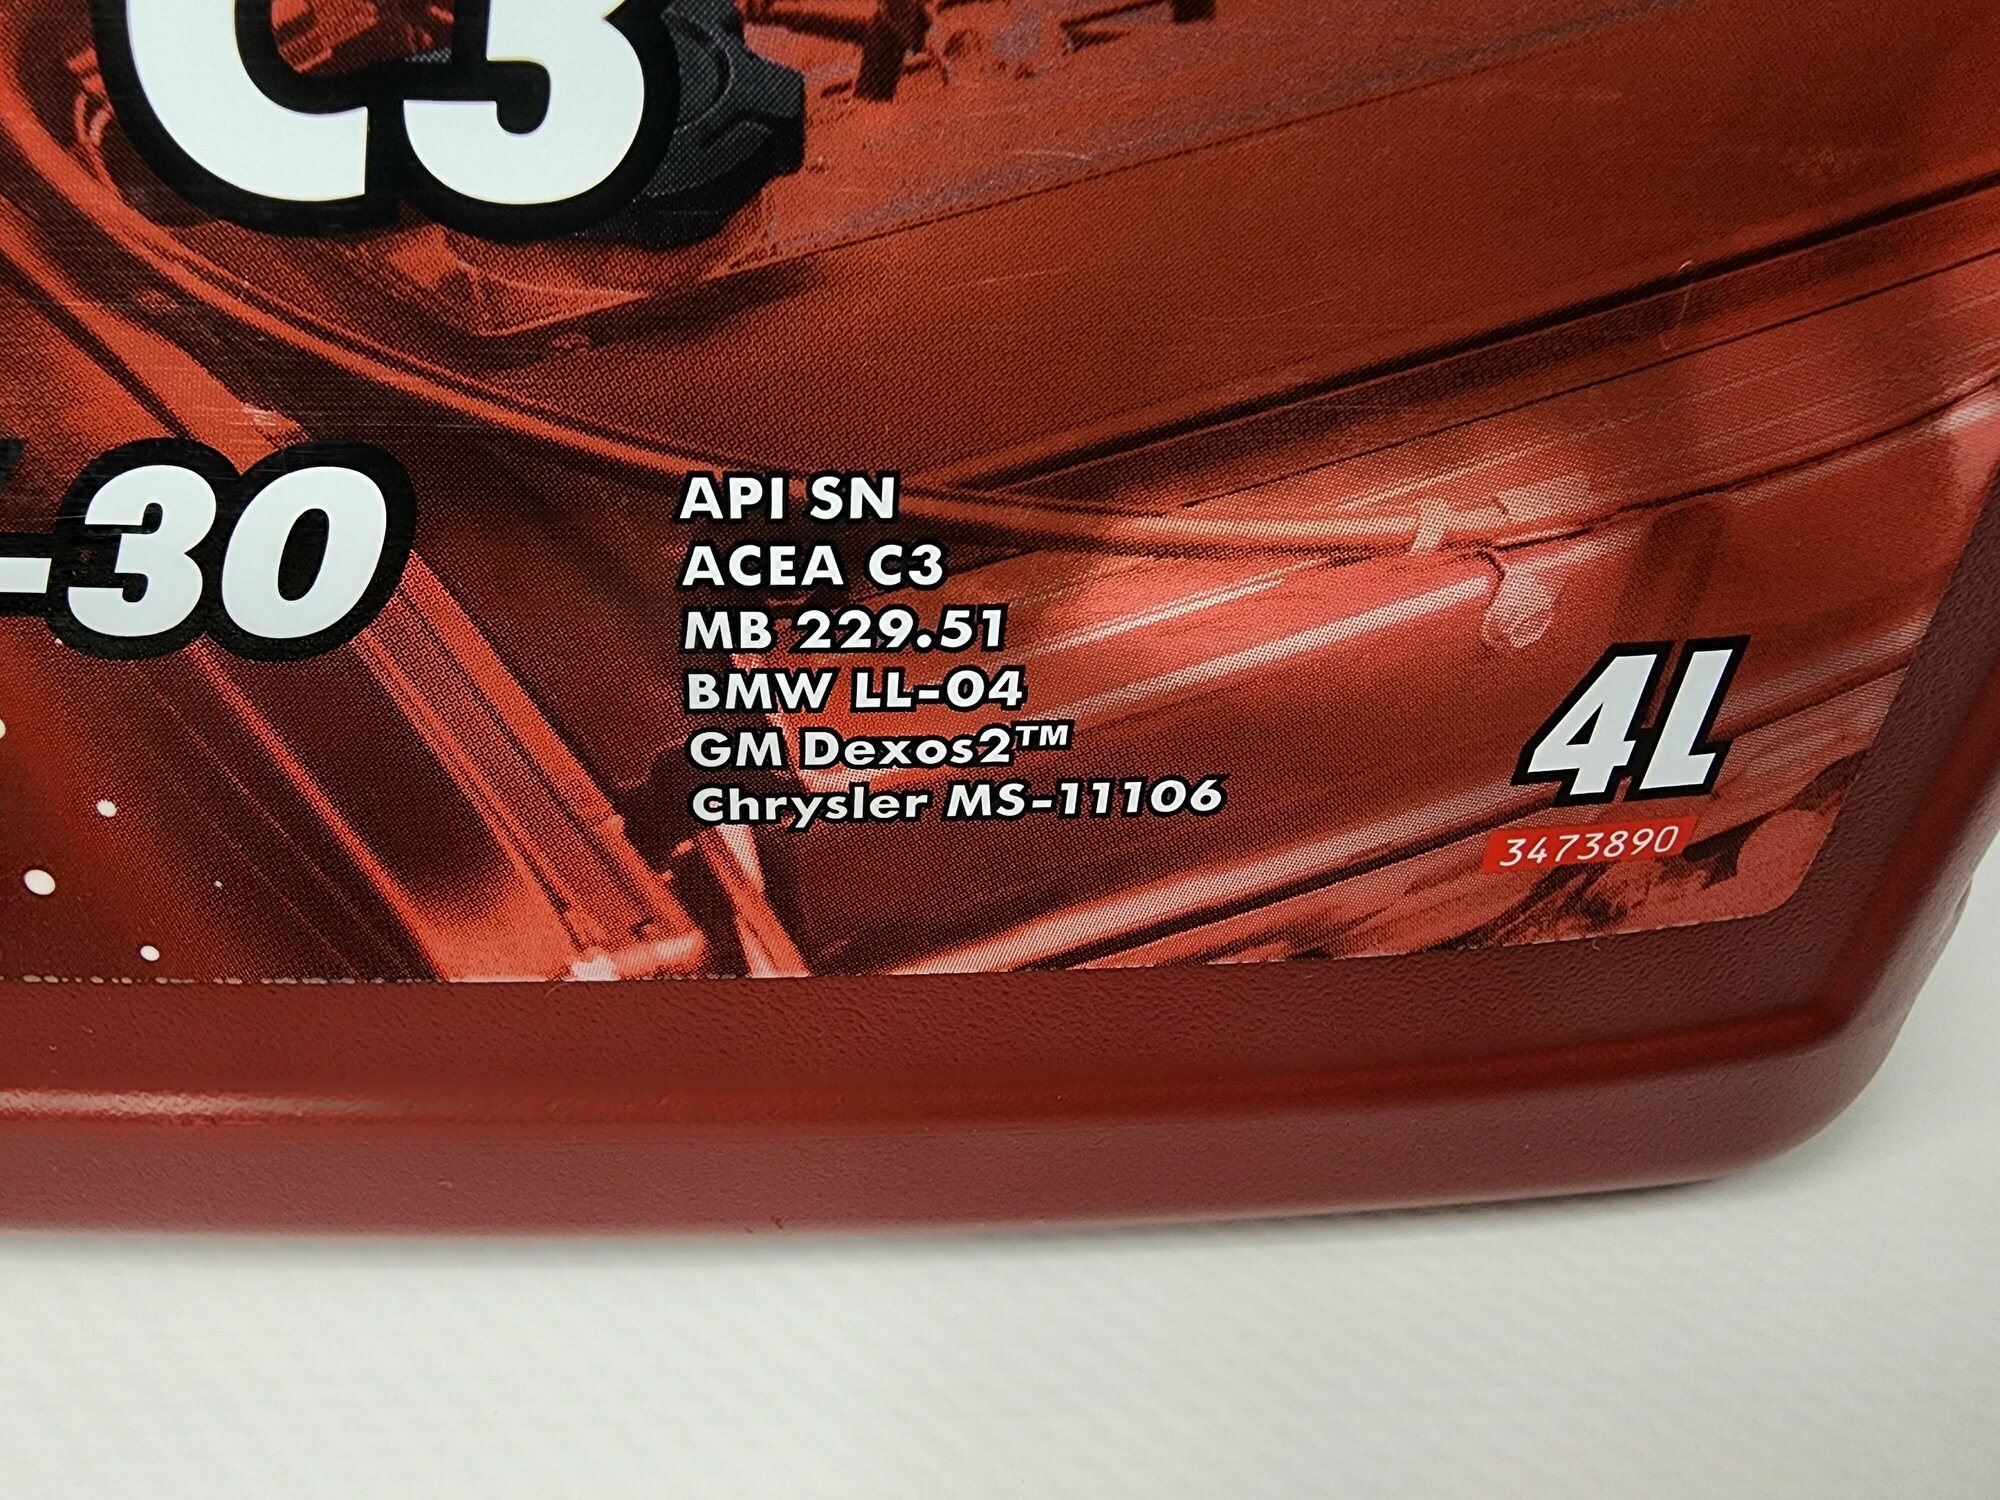 C3
-30
API SN
ACEA C3
MB 229.51
BMW LL-04
GM Dexos2™
Chrysler MS-11106
4L
3473890